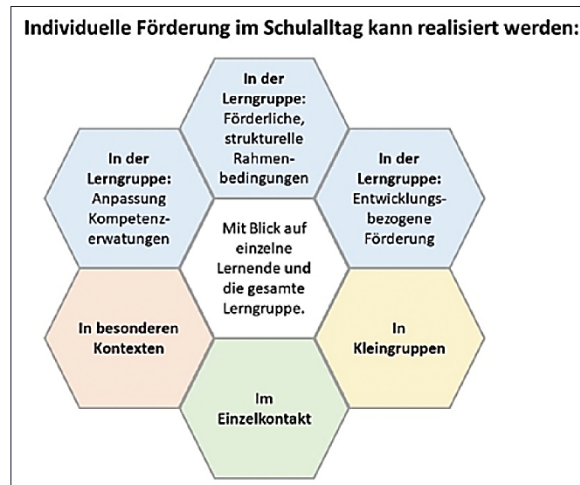 Individuelle Förderung im Schulalltag kann realisiert werden:
In der
Lerngruppe:
Förderliche,
strukturelle
Rahmen-
bedingungen
In der
Lerngruppe:
Anpassung
Kompetenz-
erwatungen
In der
Lerngruppe:
Entwicklungs-
bezogene
Förderung
Mit Blick auf
einzelne
Lernende und
die gesamte
Lerngruppe.
In besonderen
Kontexten
In
Kleingruppen
Im
Einzelkontakt